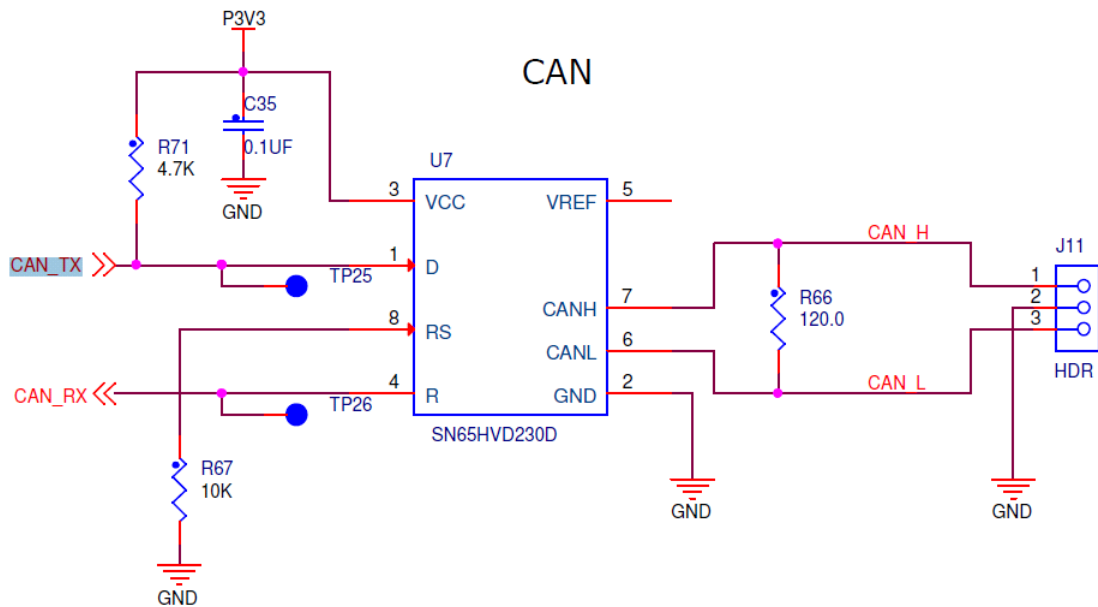 P3V3
CAN
C35
0.1UF
R71
4.7K
GND
U7
3 VCC VREF 5
CAN_TX
1 D
TP25
8 RS
CANH 7
CANL 6
CAN_RX
4 R
GND 2
TP26
SN65HVD230D
CAN_H
J11
1
2
3
R66
120.0
HDR
CAN_L
R67
10K
GND
GND
GND